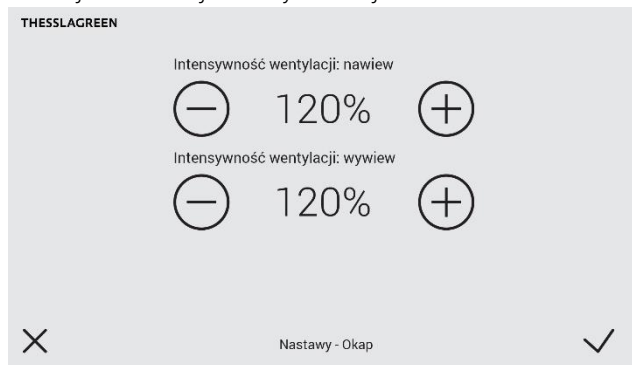 THESSLAGREEN
Intensywność wentylacji: nawiew
120%
Intensywność wentylacji: wywiew
120%
Nastawy - Okap